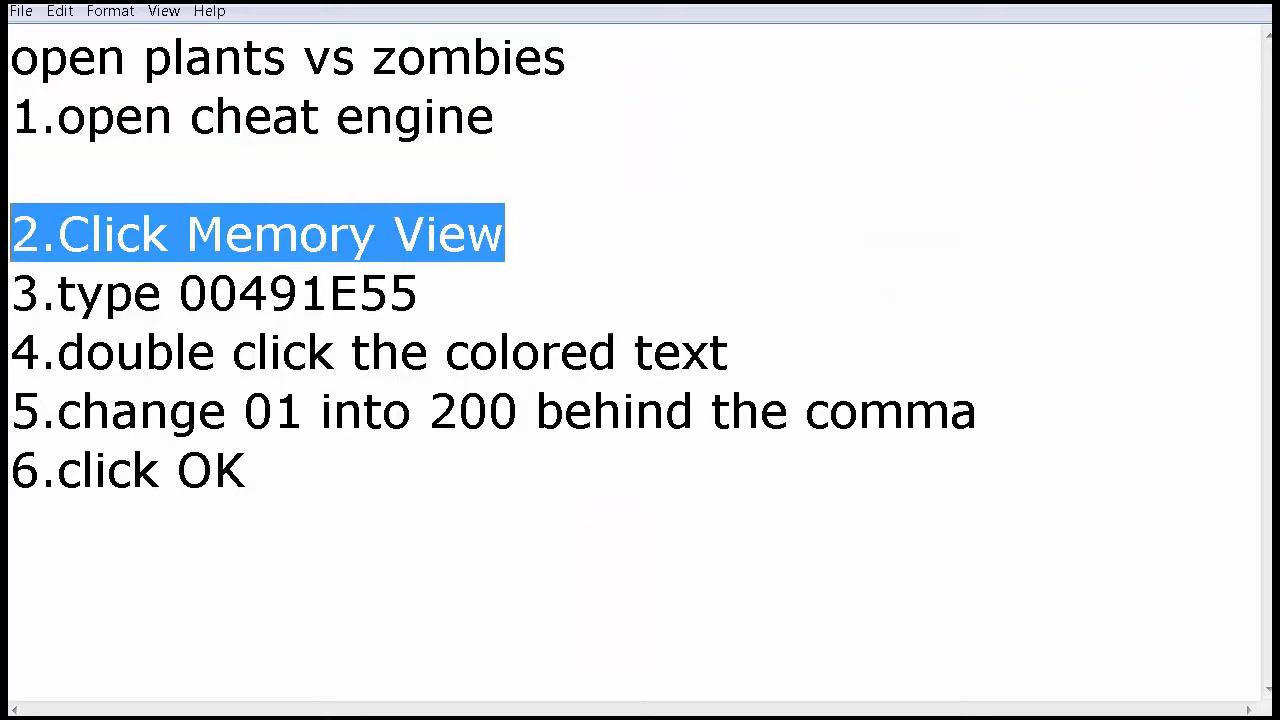 File Edit Format View Help
open plants vs zombies
1.open cheat engine
2.Click Memory View
3.type 00491E55
4.double click the colored text
5.change 01 into 200 behind the comma
6.click OK